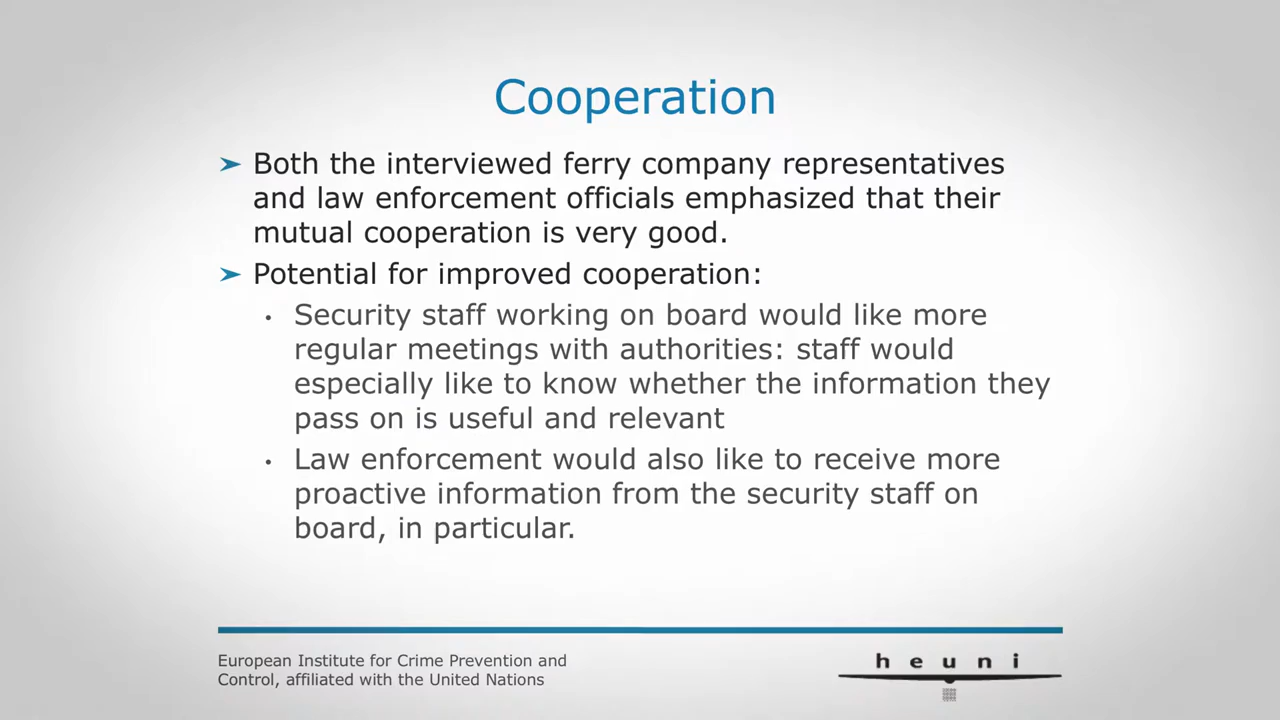 Cooperation
➢ Both the interviewed ferry company representatives
and law enforcement officials emphasized that their
mutual cooperation is very good.
➢ Potential for improved cooperation:
• Security staff working on board would like more
regular meetings with authorities: staff would
especially like to know whether the information they
pass on is useful and relevant
• Law enforcement would also like to receive more
proactive information from the security staff on
board, in particular.
European Institute for Crime Prevention and
Control, affiliated with the United Nations
heuni